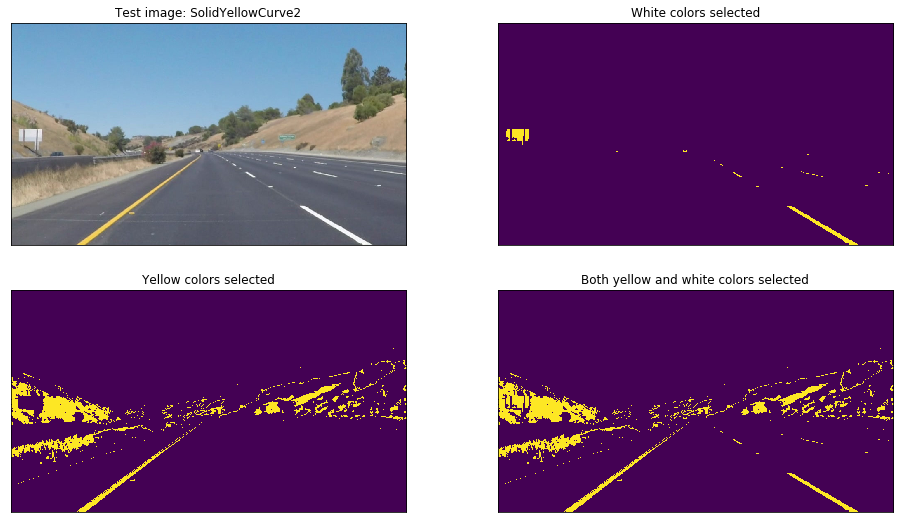 Test image: SolidYellowCurve2
White colors selected
Yellow colors selected
Both yellow and white colors selected